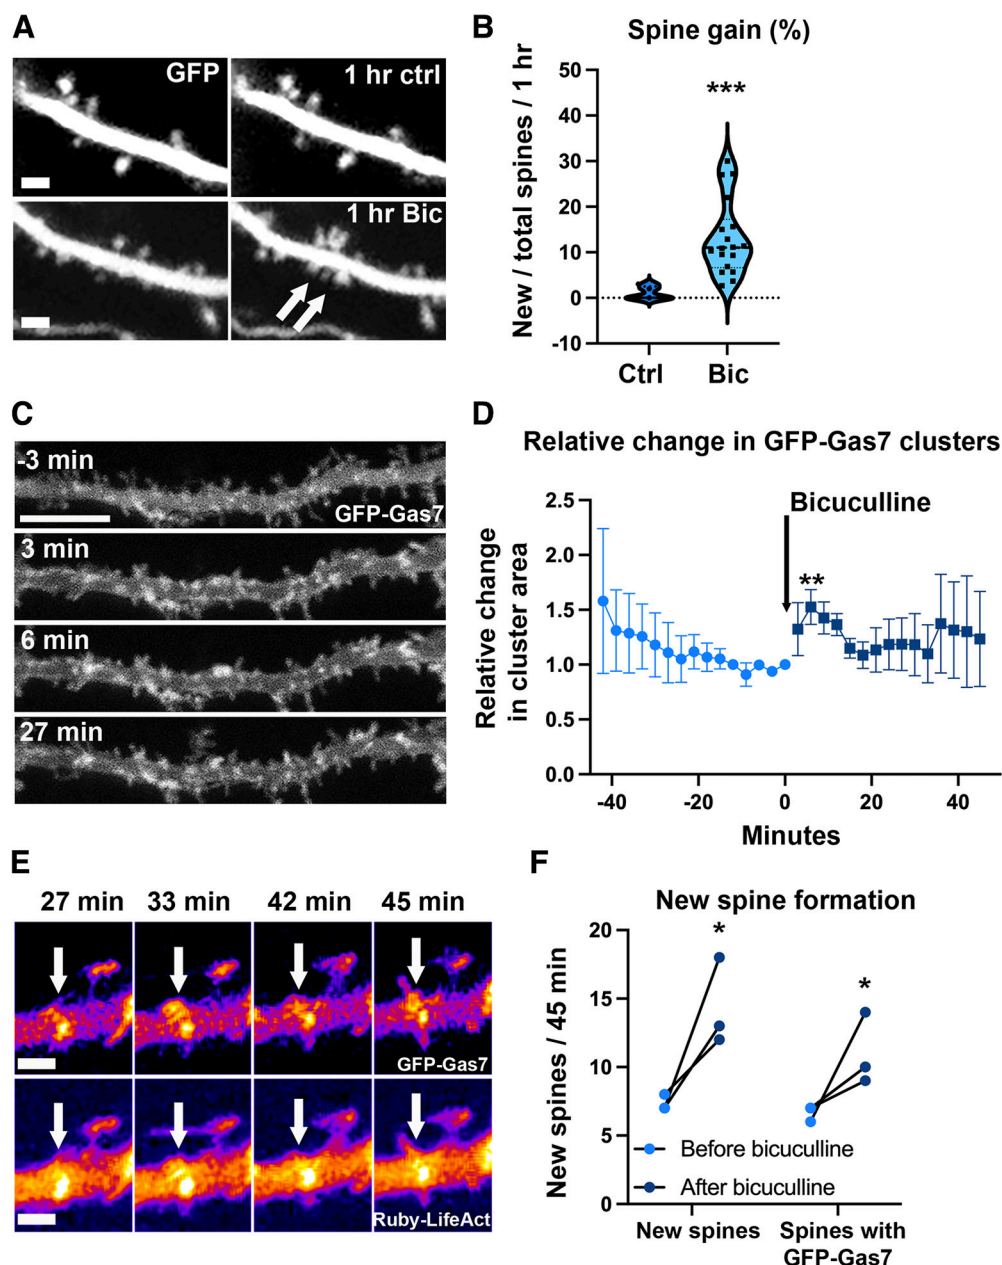 A
GFP
1 hr ctrl
1 hr Bic
B
Spine gain (%)
New / total spines / 1 hr
50
40
30
20
10
0
-10
***
Ctrl
Bic
C
-3 min
GFP-Gas7
3 min
6 min
27 min
D
Relative change in GFP-Gas7 clusters
Relative change
in cluster area
2.5
2.0
1.5
1.0
0.5
0.0
Bicuculline
**
-40
-20
0
20
40
Minutes
E
27 min
33 min
42 min
45 min
GFP-Gas7
Ruby-LifeAct
F
New spine formation
New spines / 45 min
20
15
10
5
0
*
*
Before bicuculline
After bicuculline
New spines
Spines with
GFP-Gas7